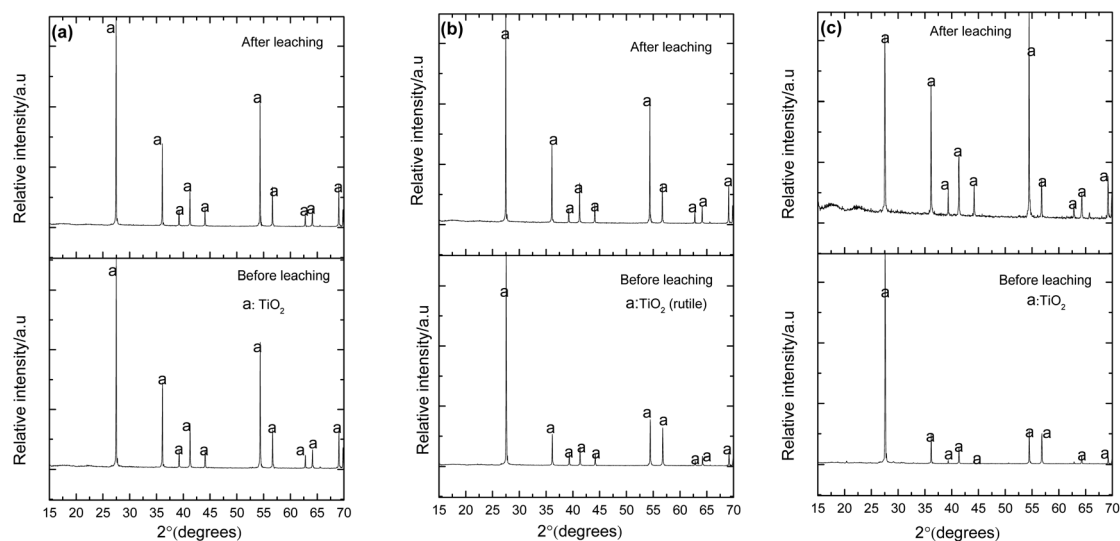 (a)
After leaching
a
a
a
a
a
a
a
a
a
a
a
Relative intensity/a.u
Before leaching
a: TiO₂
a
a
a
a
a
a
a
a
a
a
Relative intensity/a.u
15 20 25 30 35 40 45 50 55 60 65 70
2°(degrees)
(b)
After leaching
a
a
a
a
a
a
a
a
a
a
Relative intensity/a.u
Before leaching
a:TiO₂ (rutile)
a
a
a
a
a
a
a
a
a
a
Relative intensity/a.u
15 20 25 30 35 40 45 50 55 60 65 70
2°(degrees)
(c)
After leaching
a
a
a
a
a
a
a
a
a
a
Relative intensity/a.u
Before leaching
a:TiO₂
a
a
a
a
a
a
a
a
a
Relative intensity/a.u
15 20 25 30 35 40 45 50 55 60 65 70
2°(degrees)